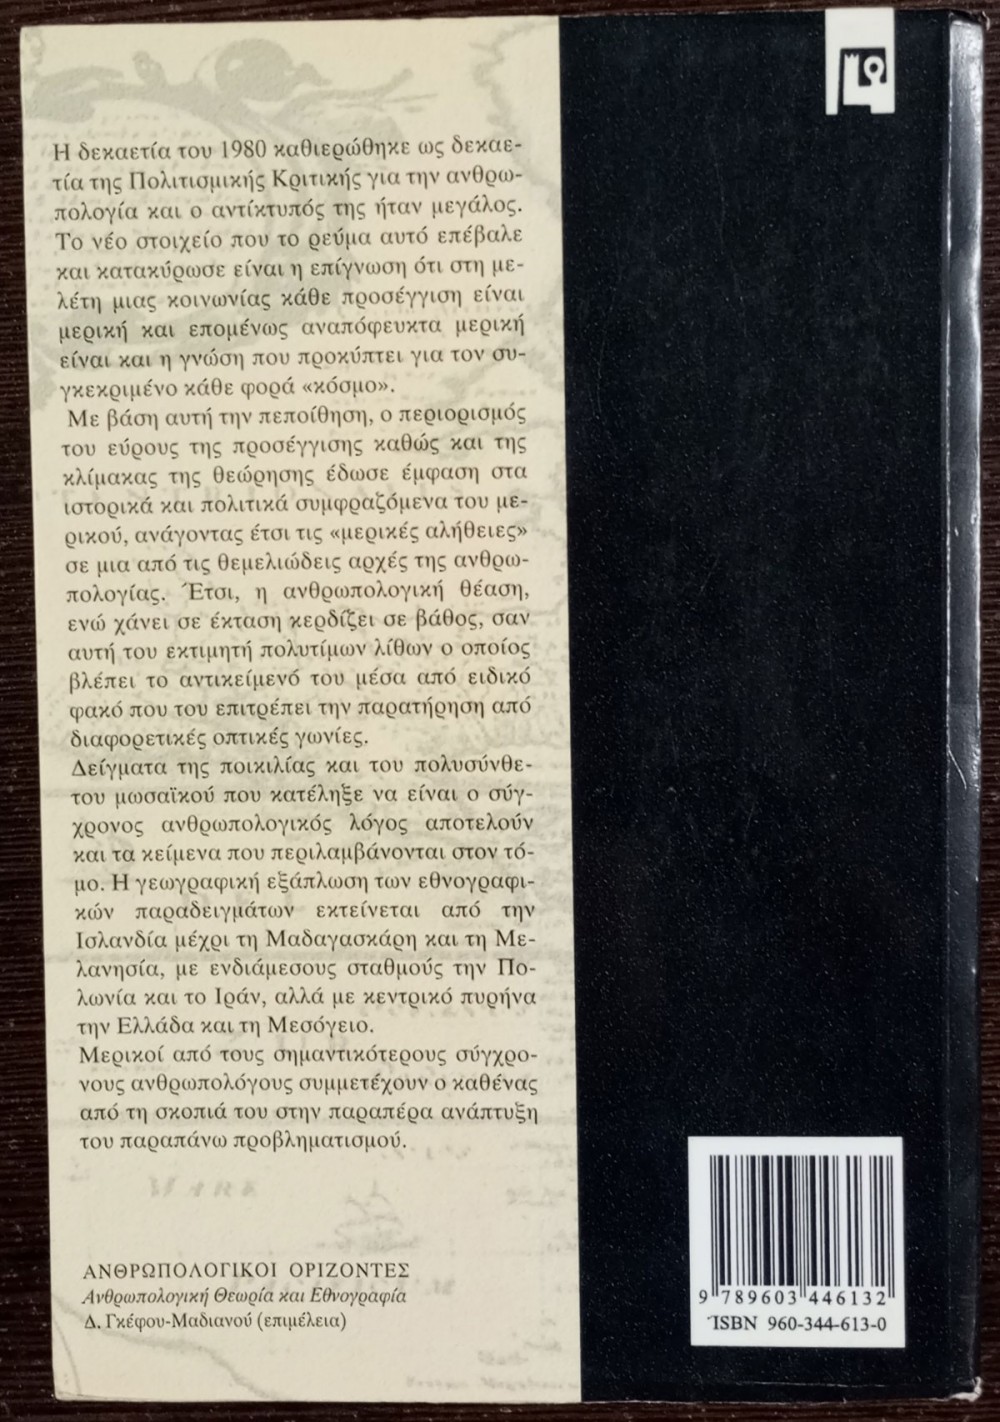 Η δεκαετία του 1980 καθιερώθηκε ως δεκαε-
τία της Πολιτισμικής Κριτικής για την ανθρω-
πολογία και ο αντίκτυπός της ήταν μεγάλος.
Το νέο στοιχείο που το ρεύμα αυτό επέβαλε
και κατακύρωσε είναι η επίγνωση ότι στη με-
λέτη μιας κοινωνίας κάθε προσέγγιση είναι
μερική και επομένως αναπόφευκτα μερική
είναι και η γνώση που προκύπτει για τον συ-
γκεκριμένο κάθε φορά «κόσμο».
Με βάση αυτή την πεποίθηση, ο περιορισμός
του εύρους της προσέγγισης καθώς και της
κλίμακας της θεώρησης έδωσε έμφαση στα
ιστορικά και πολιτικά συμφραζόμενα του με-
ρικού, ανάγοντας έτσι τις «μερικές αλήθειες»
σε μια από τις θεμελιώδεις αρχές της ανθρω-
πολογίας. Έτσι, η ανθρωπολογική θέαση,
ενώ χάνει σε έκταση κερδίζει σε βάθος, σαν
αυτή του εκτιμητή πολυτίμων λίθων ο οποίος
βλέπει το αντικείμενό του μέσα από ειδικό
φακό που του επιτρέπει την παρατήρηση από
διαφορετικές οπτικές γωνίες.
Δείγματα της ποικιλίας και του πολυσύνθε-
του μωσαϊκού που κατέληξε να είναι ο σύγ-
χρονος ανθρωπολογικός λόγος αποτελούν
και τα κείμενα που περιλαμβάνονται στον τό-
μο. Η γεωγραφική εξάπλωση των εθνογραφι-
κών παραδειγμάτων εκτείνεται από την
Ισλανδία μέχρι τη Μαδαγασκάρη και τη Με-
λανησία, με ενδιάμεσους σταθμούς την Πο-
λωνία και το Ιράν, αλλά με κεντρικό πυρήνα
την Ελλάδα και τη Μεσόγειο.
Μερικοί από τους σημαντικότερους σύγχρο-
νους ανθρωπολόγους συμμετέχουν ο καθένας
από τη σκοπιά του στην παραπέρα ανάπτυξη
του παραπάνω προβληματισμού.
ΑΝΘΡΩΠΟΛΟΓΙΚΟΙ ΟΡΙΖΟΝΤΕΣ
Ανθρωπολογική Θεωρία και Εθνογραφία
Δ. Γκέφου-Μαδιανού (επιμέλεια)
9 789603 446132
ISBN 960-344-613-0